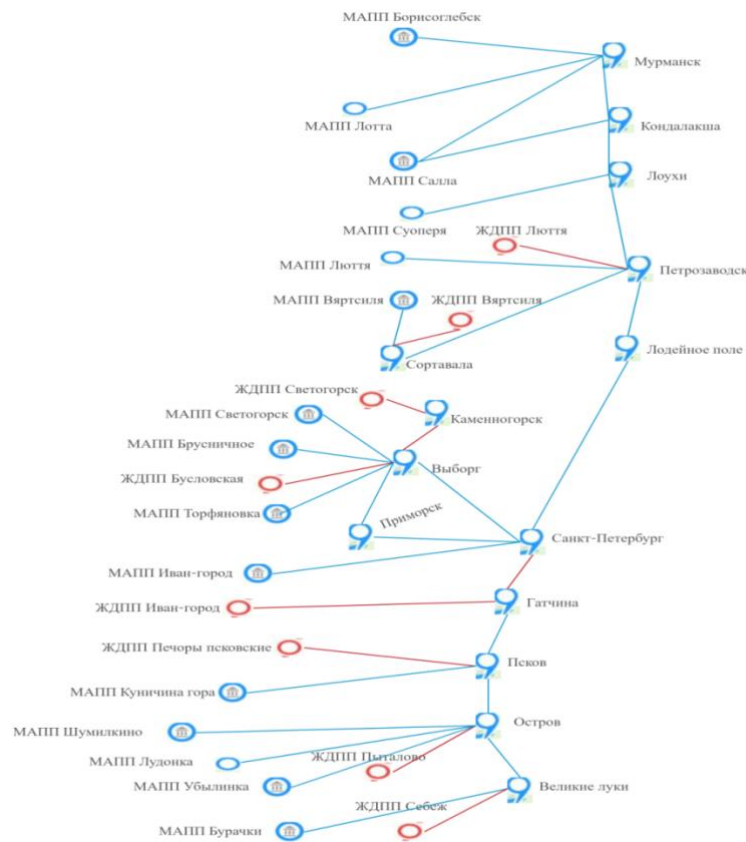 МАПП Борисоглебск
Мурманск
МАПП Лотта
Кондалакша
МАПП Салла
Лоухи
МАПП Суоперя
ЖДПП Люття
МАПП Люття
Петрозаводск
МАПП Вяртсиля
ЖДПП Вяртсиля
Сортавала
Лодейное поле
ЖДПП Светогорск
МАПП Светогорск
Каменногорск
МАПП Брусничное
Выборг
ЖДПП Бусловская
МАПП Торфяновка
Приморск
Санкт-Петербург
МАПП Иван-город
ЖДПП Иван-город
Гатчина
ЖДПП Печоры псковские
Псков
МАПП Куничина гора
МАПП Шумилкино
Остров
ЖДПП Пыталово
МАПП Лудонка
МАПП Убылинка
Великие луки
ЖДПП Себеж
МАПП Бурачки